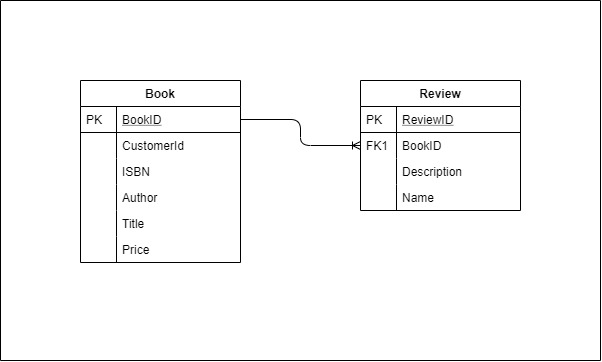 Book
PK BookID
CustomerId
ISBN
Author
Title
Price
Review
PK ReviewID
FK1 BookID
Description
Name